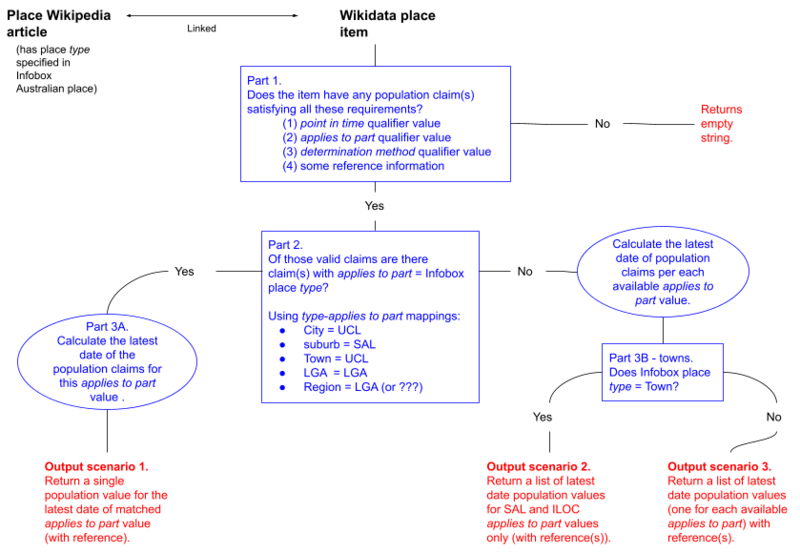 Place Wikipedia
article
(has place type
specified in
Infobox
Australian place)
Linked
Wikidata place
item
Part 1.
Does the item have any population claim(s)
satisfying all these requirements?
(1) point in time qualifier value
(2) applies to part qualifier value
(3) determination method qualifier value
(4) some reference information
No
Returns
empty
string.
Yes
Part 2.
Of those valid claims are there
claim(s) with applies to part = Infobox
place type?
Using type-applies to part mappings:
● City = UCL
● suburb = SAL
● Town = UCL
● LGA = LGA
● Region = LGA (or ???)
Yes
No
Calculate the latest
date of population
claims per each
available applies to
part value.
Part 3A.
Calculate the latest
date of the
population claims for
this applies to part
value .
Part 3B - towns.
Does Infobox place
type = Town?
Yes
No
Output scenario 1.
Return a single
population value for the
latest date of matched
applies to part value
(with reference).
Output scenario 2.
Return a list of latest
date population values
for SAL and ILOC
applies to part values
only (with reference(s)).
Output scenario 3.
Return a list of latest
date population values
(one for each available
applies to part) with
reference(s).